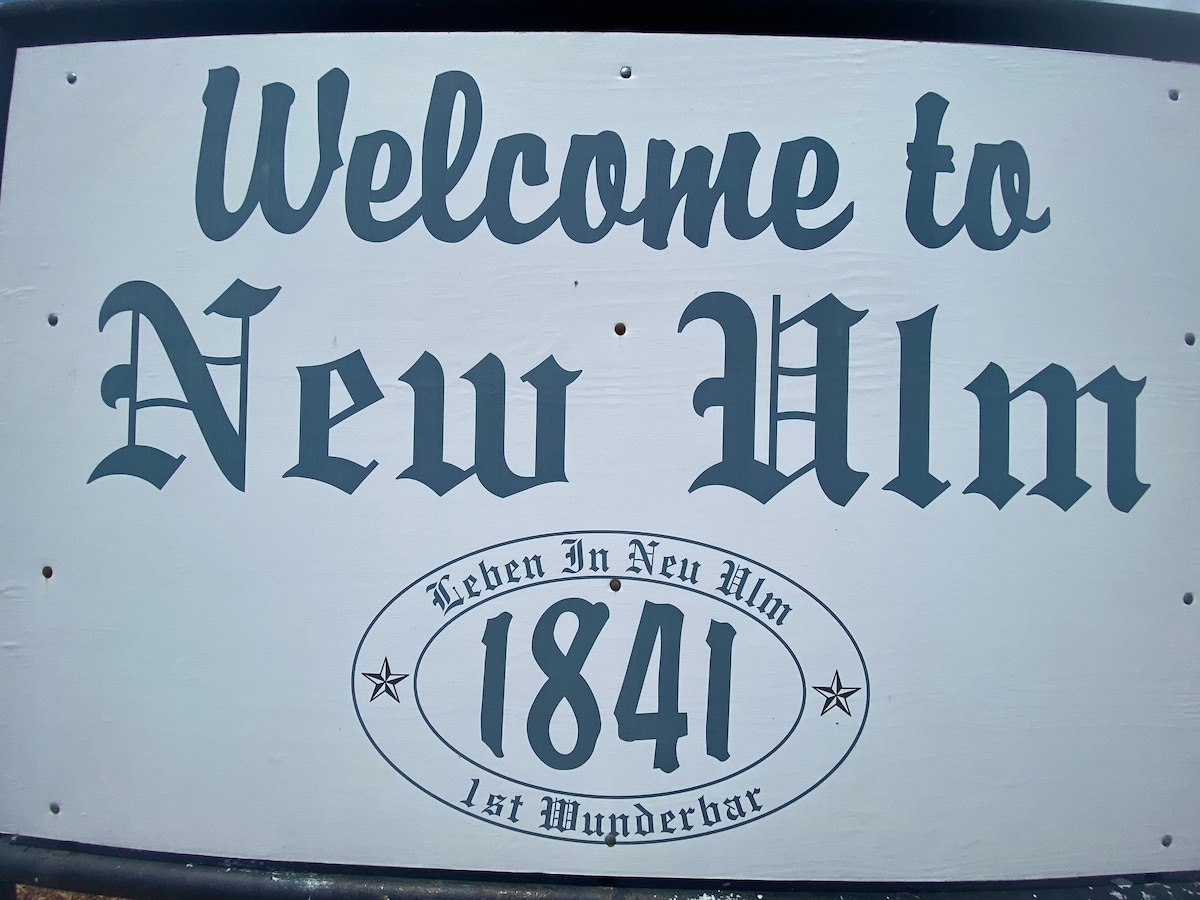 Welcome to
New Ulm
Leben In Neu Ulm
1841
1st Wunderbar